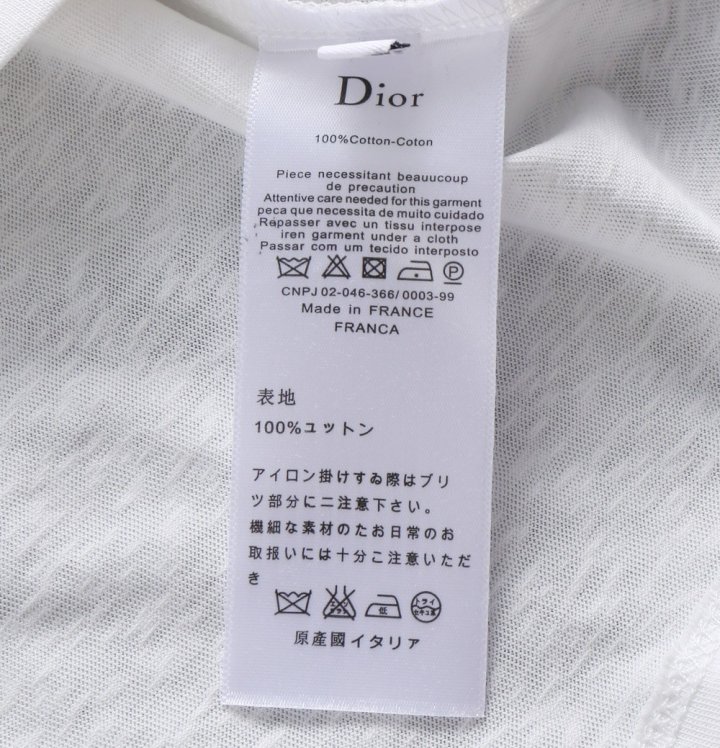 Dior
100%Cotton-Coton
Piece necessitant beauucoup
de precaution
Attentive care needed for this garment
peca que necessita de muito cuidado
Repasser avec un tissu interpose
iren garment under a cloth
Passar com um tecido interposto
P
CNPJ 02-046-366/ 0003-99
Made in FRANCE
FRANCA
表地
100%ユットン
アイロン掛けすゐ際はブリ
ツ部分に二注意下さい。
機細な素材のたお日常のお
取扱いには十分こ注意いただ
き
低
原產國イタリア